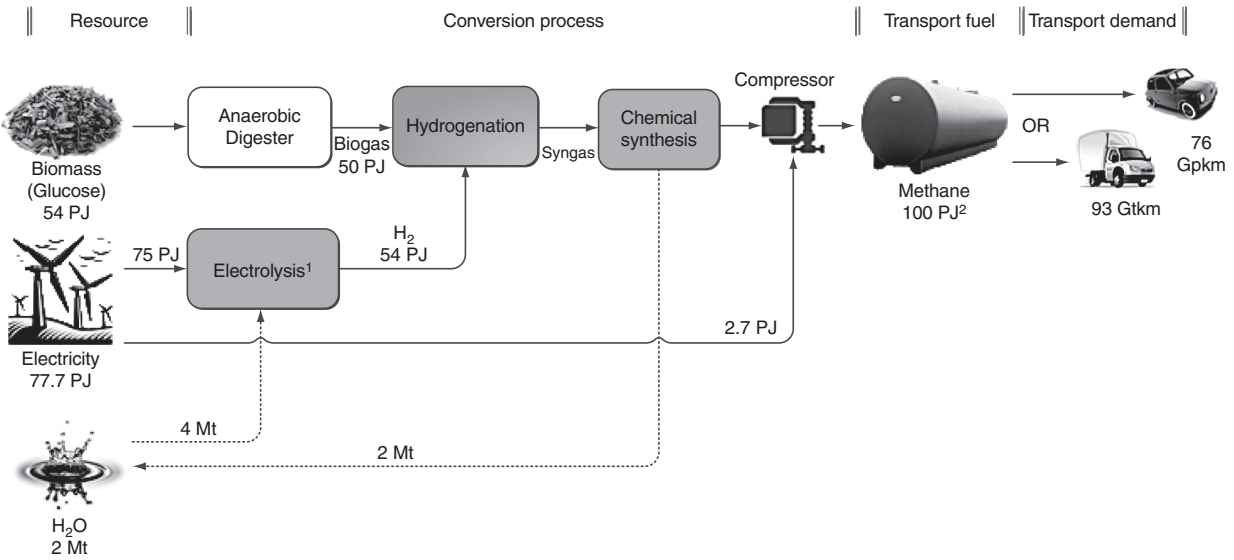 Resource
Conversion process
Transport fuel
Transport demand
Biomass
(Glucose)
54 PJ
Anaerobic
Digester
Biogas
50 PJ
Hydrogenation
Syngas
Chemical
synthesis
Compressor
Methane
100 PJ²
OR
76
Gpkm
93 Gtkm
75 PJ
Electrolysis¹
H₂
54 PJ
2.7 PJ
Electricity
77.7 PJ
4 Mt
2 Mt
H₂O
2 Mt